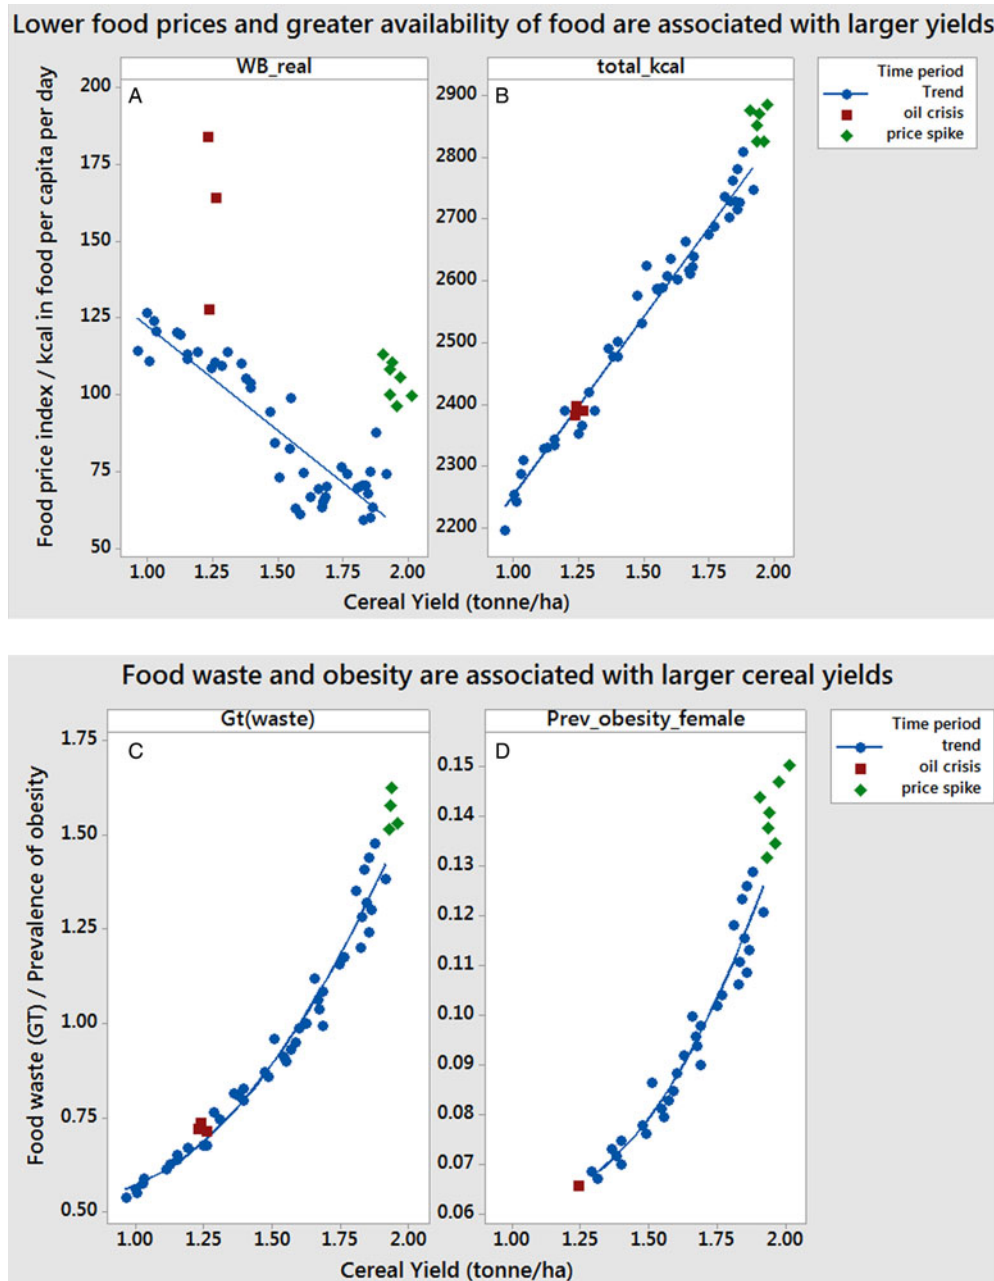 Lower food prices and greater availability of food are associated with larger yields
WB_real
total_kcal
A
B
Food price index / kcal in food per capita per day
200
175
150
125
100
75
50
2900
2800
2700
2600
2500
2400
2300
2200
1.00 1.25 1.50 1.75 2.00
1.00 1.25 1.50 1.75 2.00
Cereal Yield (tonne/ha)
Time period
Trend
oil crisis
price spike
Food waste and obesity are associated with larger cereal yields
Gt(waste)
Prev_obesity_female
C
D
Food waste (GT) / Prevalence of obesity
1.75
1.50
1.25
1.00
0.75
0.50
0.15
0.14
0.13
0.12
0.11
0.10
0.09
0.08
0.07
0.06
1.00 1.25 1.50 1.75 2.00
1.00 1.25 1.50 1.75 2.00
Cereal Yield (tonne/ha)
Time period
trend
oil crisis
price spike